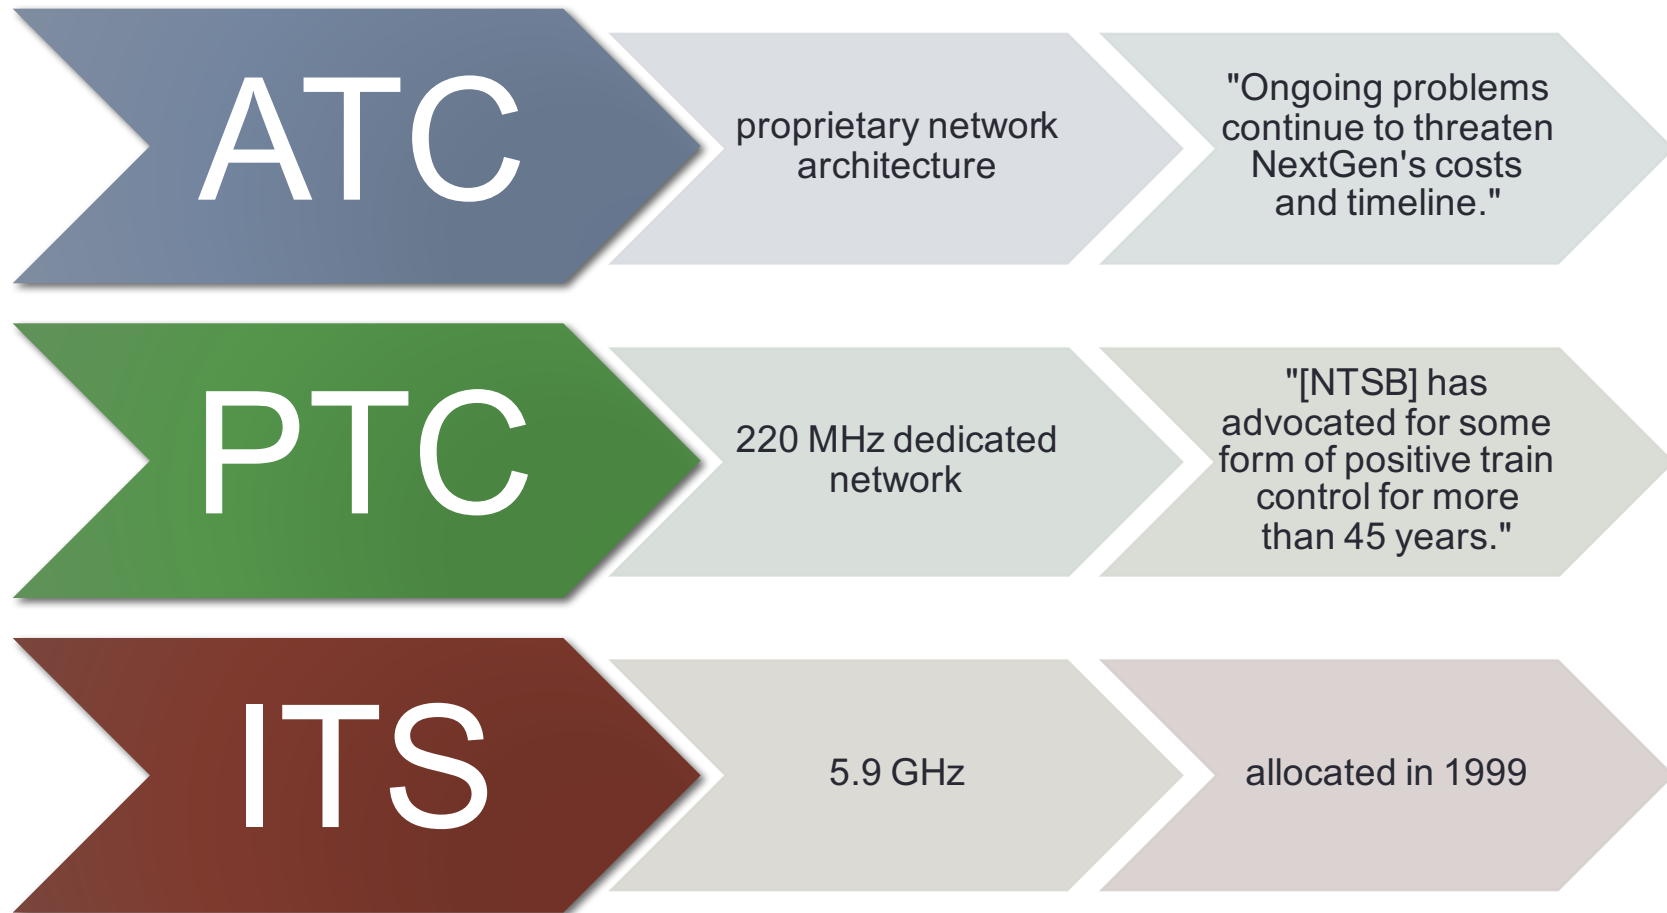 ATC
proprietary network
architecture
"Ongoing problems
continue to threaten
NextGen's costs
and timeline."
PTC
220 MHz dedicated
network
"[NTSB] has
advocated for some
form of positive train
control for more
than 45 years."
ITS
5.9 GHz
allocated in 1999